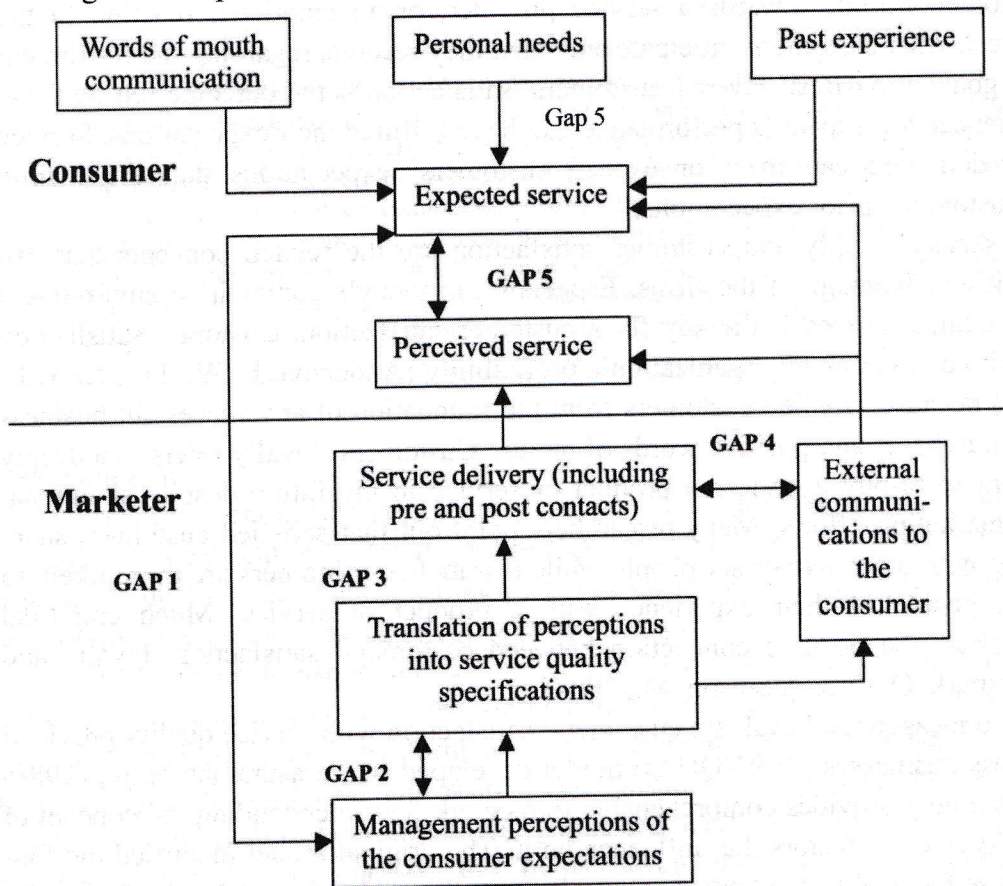 Words of mouth
communication
Personal needs
Past experience
Gap 5
Consumer
Expected service
GAP 5
Perceived service
GAP 4
Service delivery (including
pre and post contacts)
External
communi-
cations to
the
consumer
Marketer
GAP 1
GAP 3
Translation of perceptions
into service quality
specifications
GAP 2
Management perceptions of
the consumer expectations